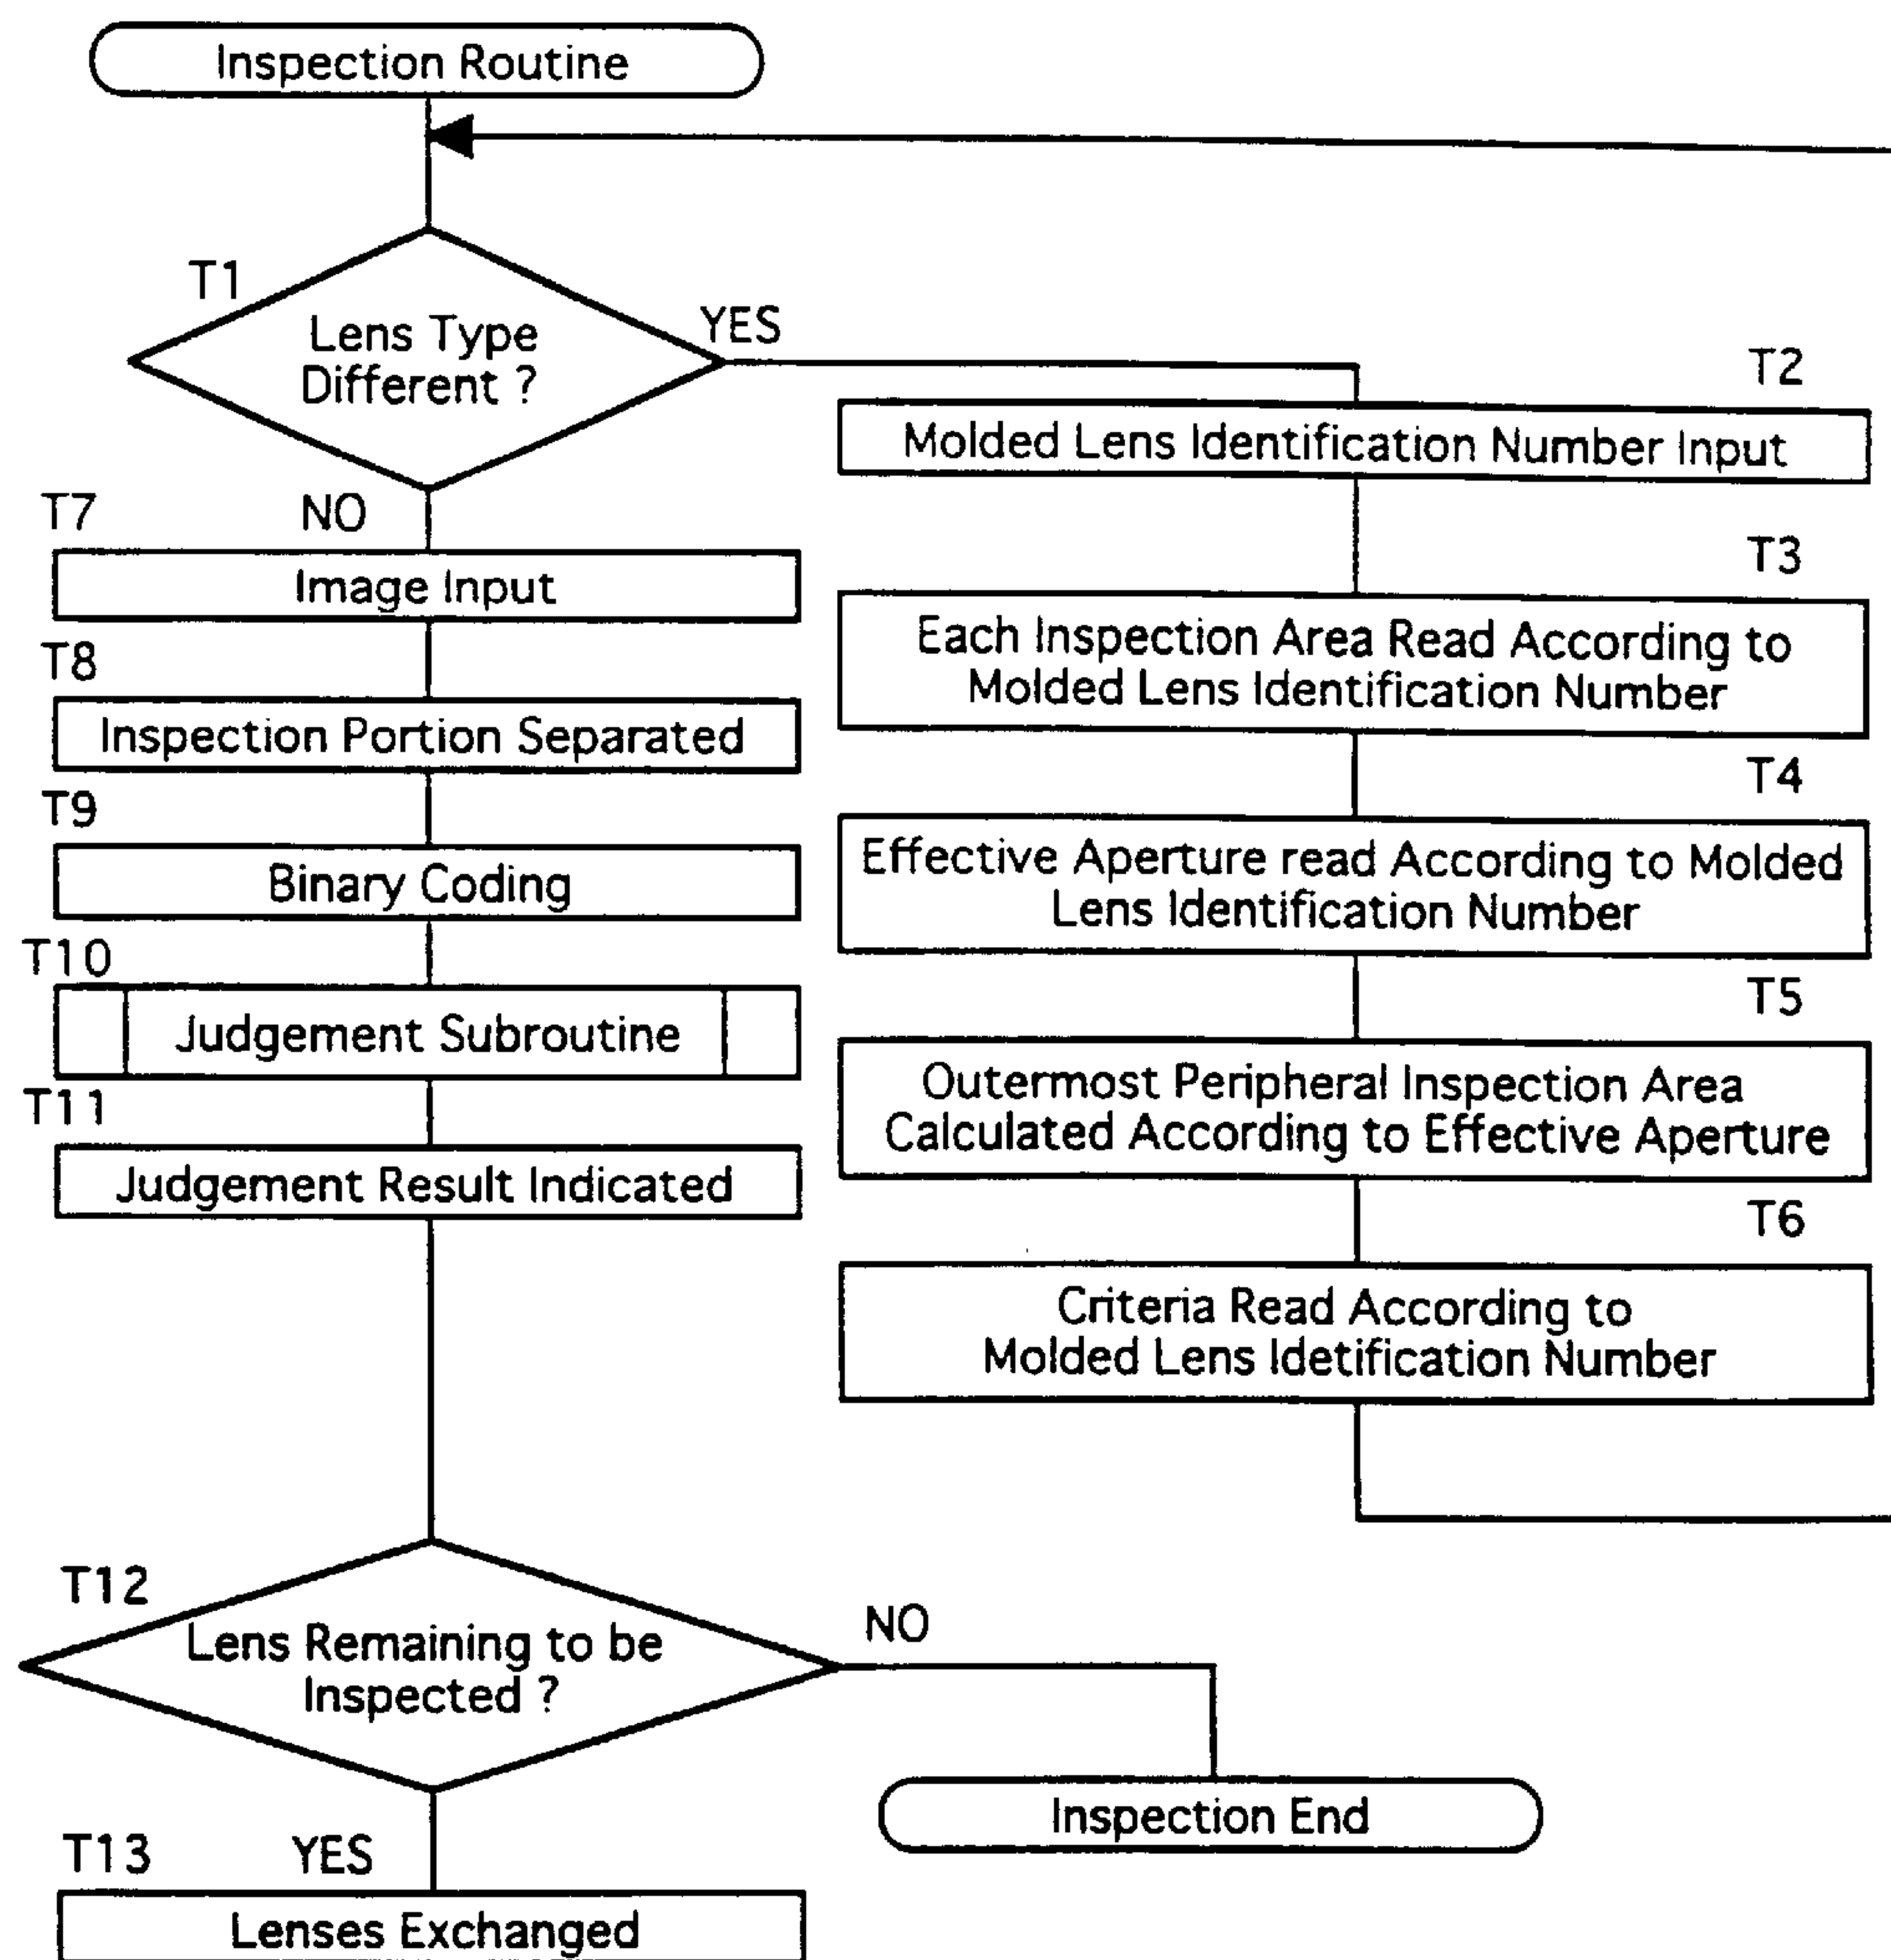 Inspection Routine
T1
Lens Type
Different ?
YES
NO
T2
Molded Lens Identification Number Input
T3
Each Inspection Area Read According to
Molded Lens Identification Number
T4
Effective Aperture read According to Molded
Lens Identification Number
T5
Outermost Peripheral Inspection Area
Calculated According to Effective Aperture
T6
Criteria Read According to
Molded Lens Idetification Number
T7
Image Input
T8
Inspection Portion Separated
T9
Binary Coding
T10
Judgement Subroutine
T11
Judgement Result Indicated
T12
Lens Remaining to be
Inspected ?
NO
Inspection End
YES
T13
Lenses Exchanged